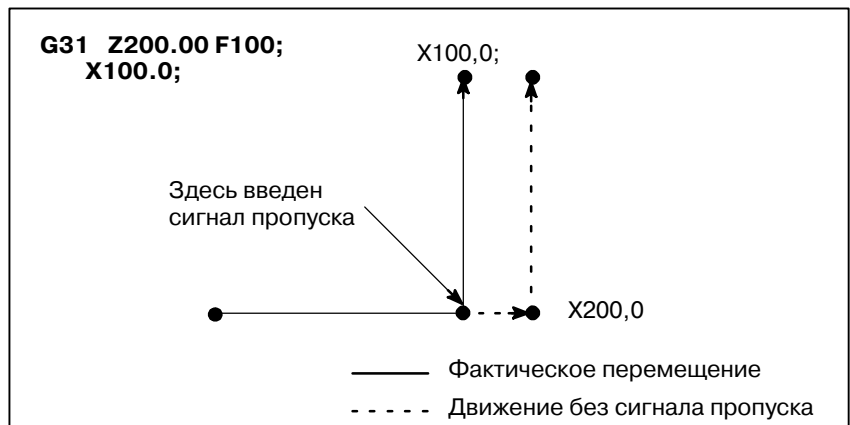 G31 Z200.00 F100;
X100.0;
X100,0;
Здесь введен
сигнал пропуска
X200,0
Фактическое перемещение
Движение без сигнала пропуска